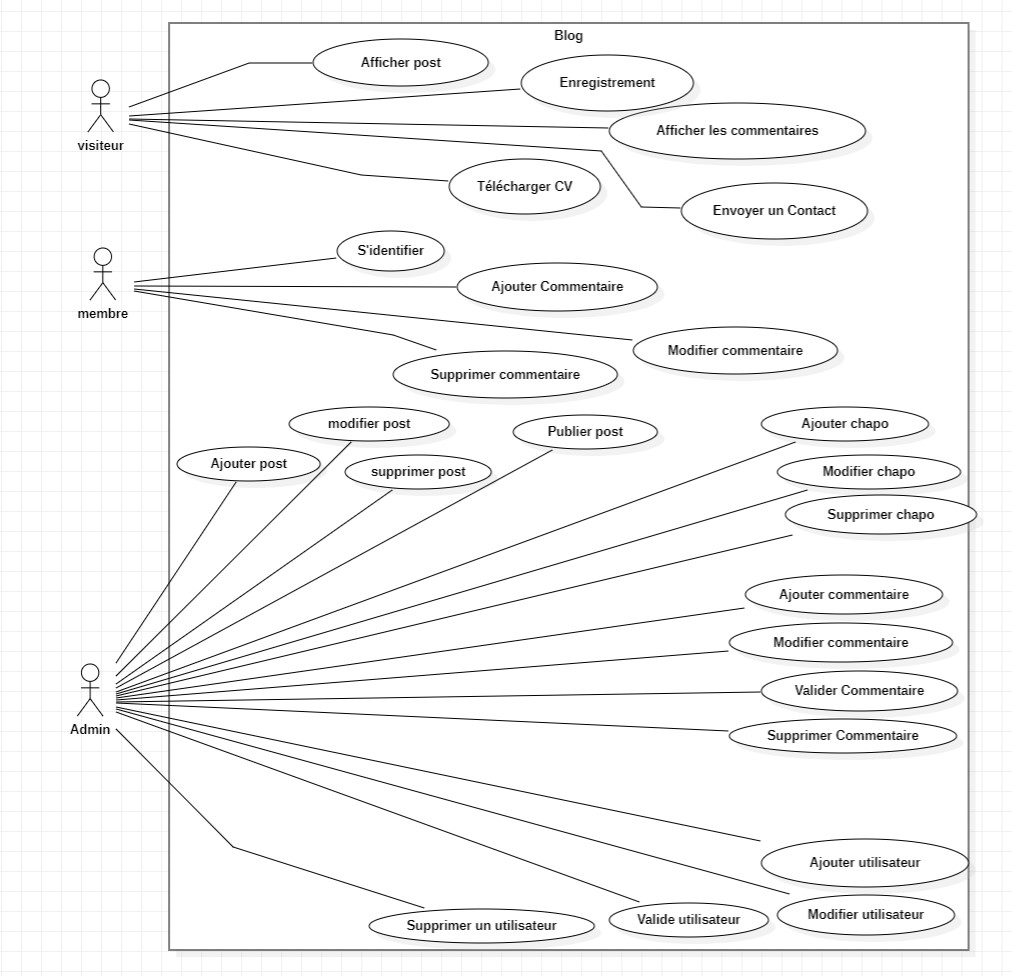 Blog
Afficher post
Enregistrement
Afficher les commentaires
visiteur
Télécharger CV
Envoyer un Contact
S'identifier
Ajouter Commentaire
membre
Modifier commentaire
Supprimer commentaire
modifier post
Publier post
Ajouter chapo
Ajouter post
supprimer post
Modifier chapo
Supprimer chapo
Ajouter commentaire
Modifier commentaire
Valider Commentaire
Admin
Supprimer Commentaire
Ajouter utilisateur
Modifier utilisateur
Valide utilisateur
Supprimer un utilisateur